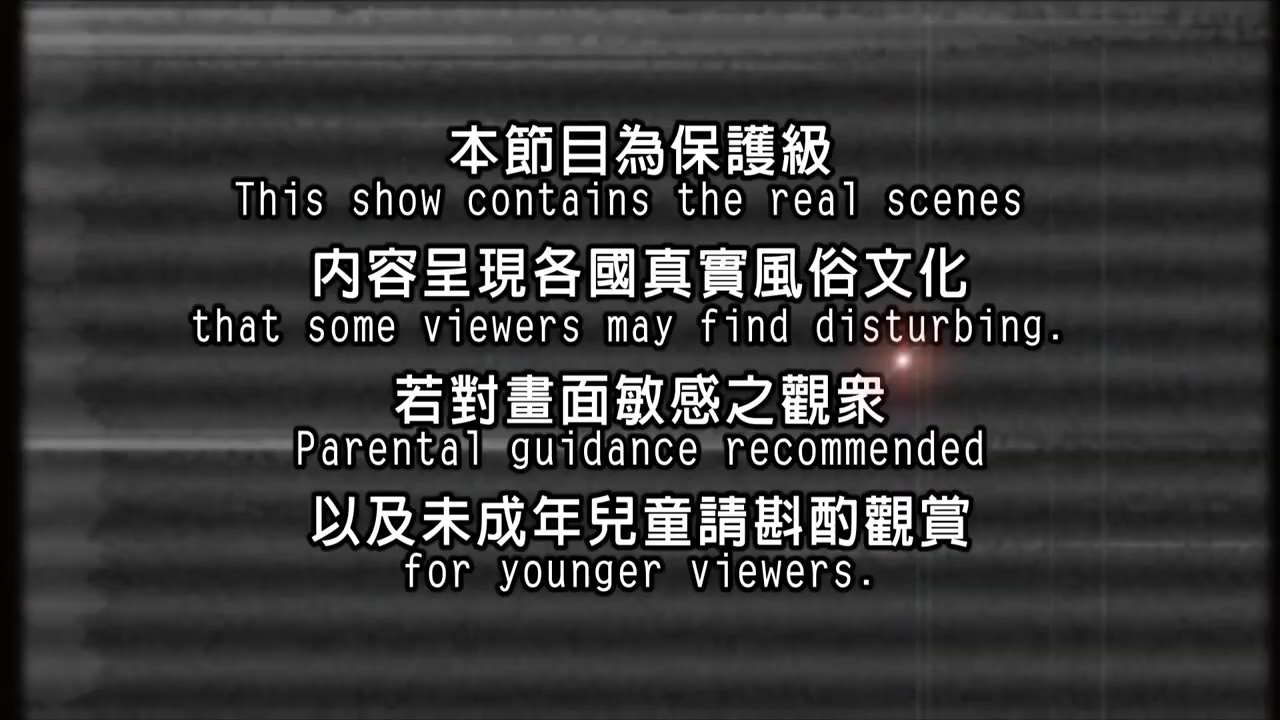 本節目為保護級
This show contains the real scenes
內容呈現各國真實風俗文化
that some viewers may find disturbing.
若對畫面敏感之觀眾
Parental guidance recommended
以及未成年兒童請斟酌觀賞
for younger viewers.